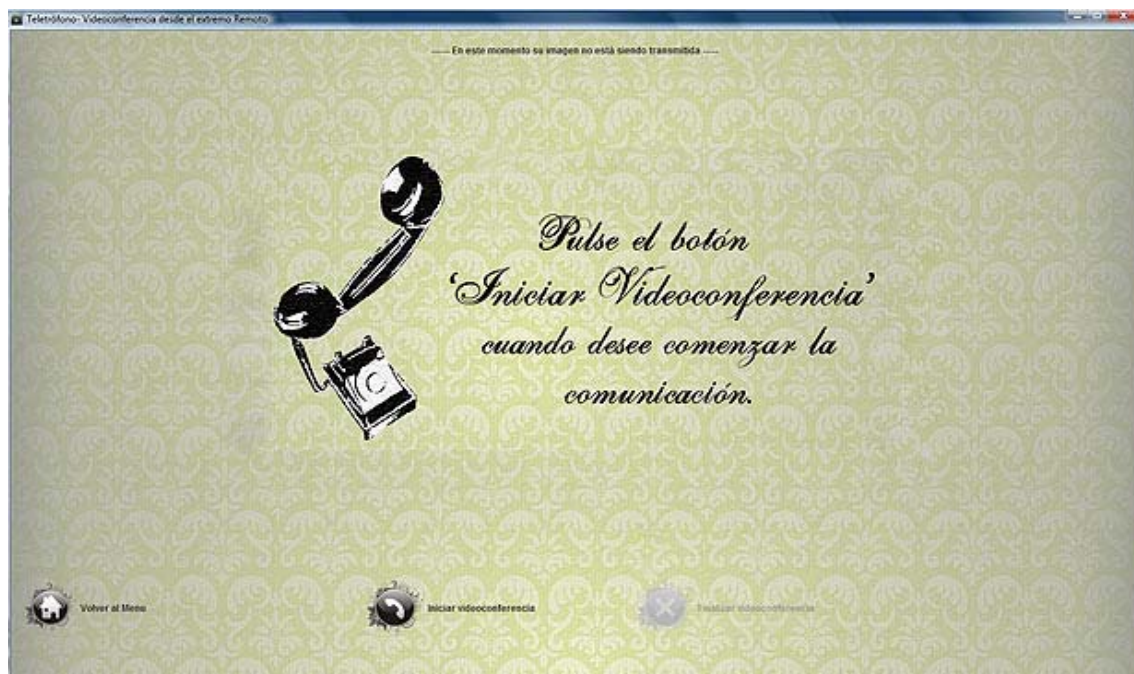 Teletrófono- Videoconferencia desde el extremo Remoto
----- En este momento su imagen no está siendo transmitida -----
Pulse el botón
‘Iniciar Videoconferencia’
cuando desee comenzar la
comunicación.
Volver al Menu
Iniciar videoconferencia
Finalizar videoconferencia